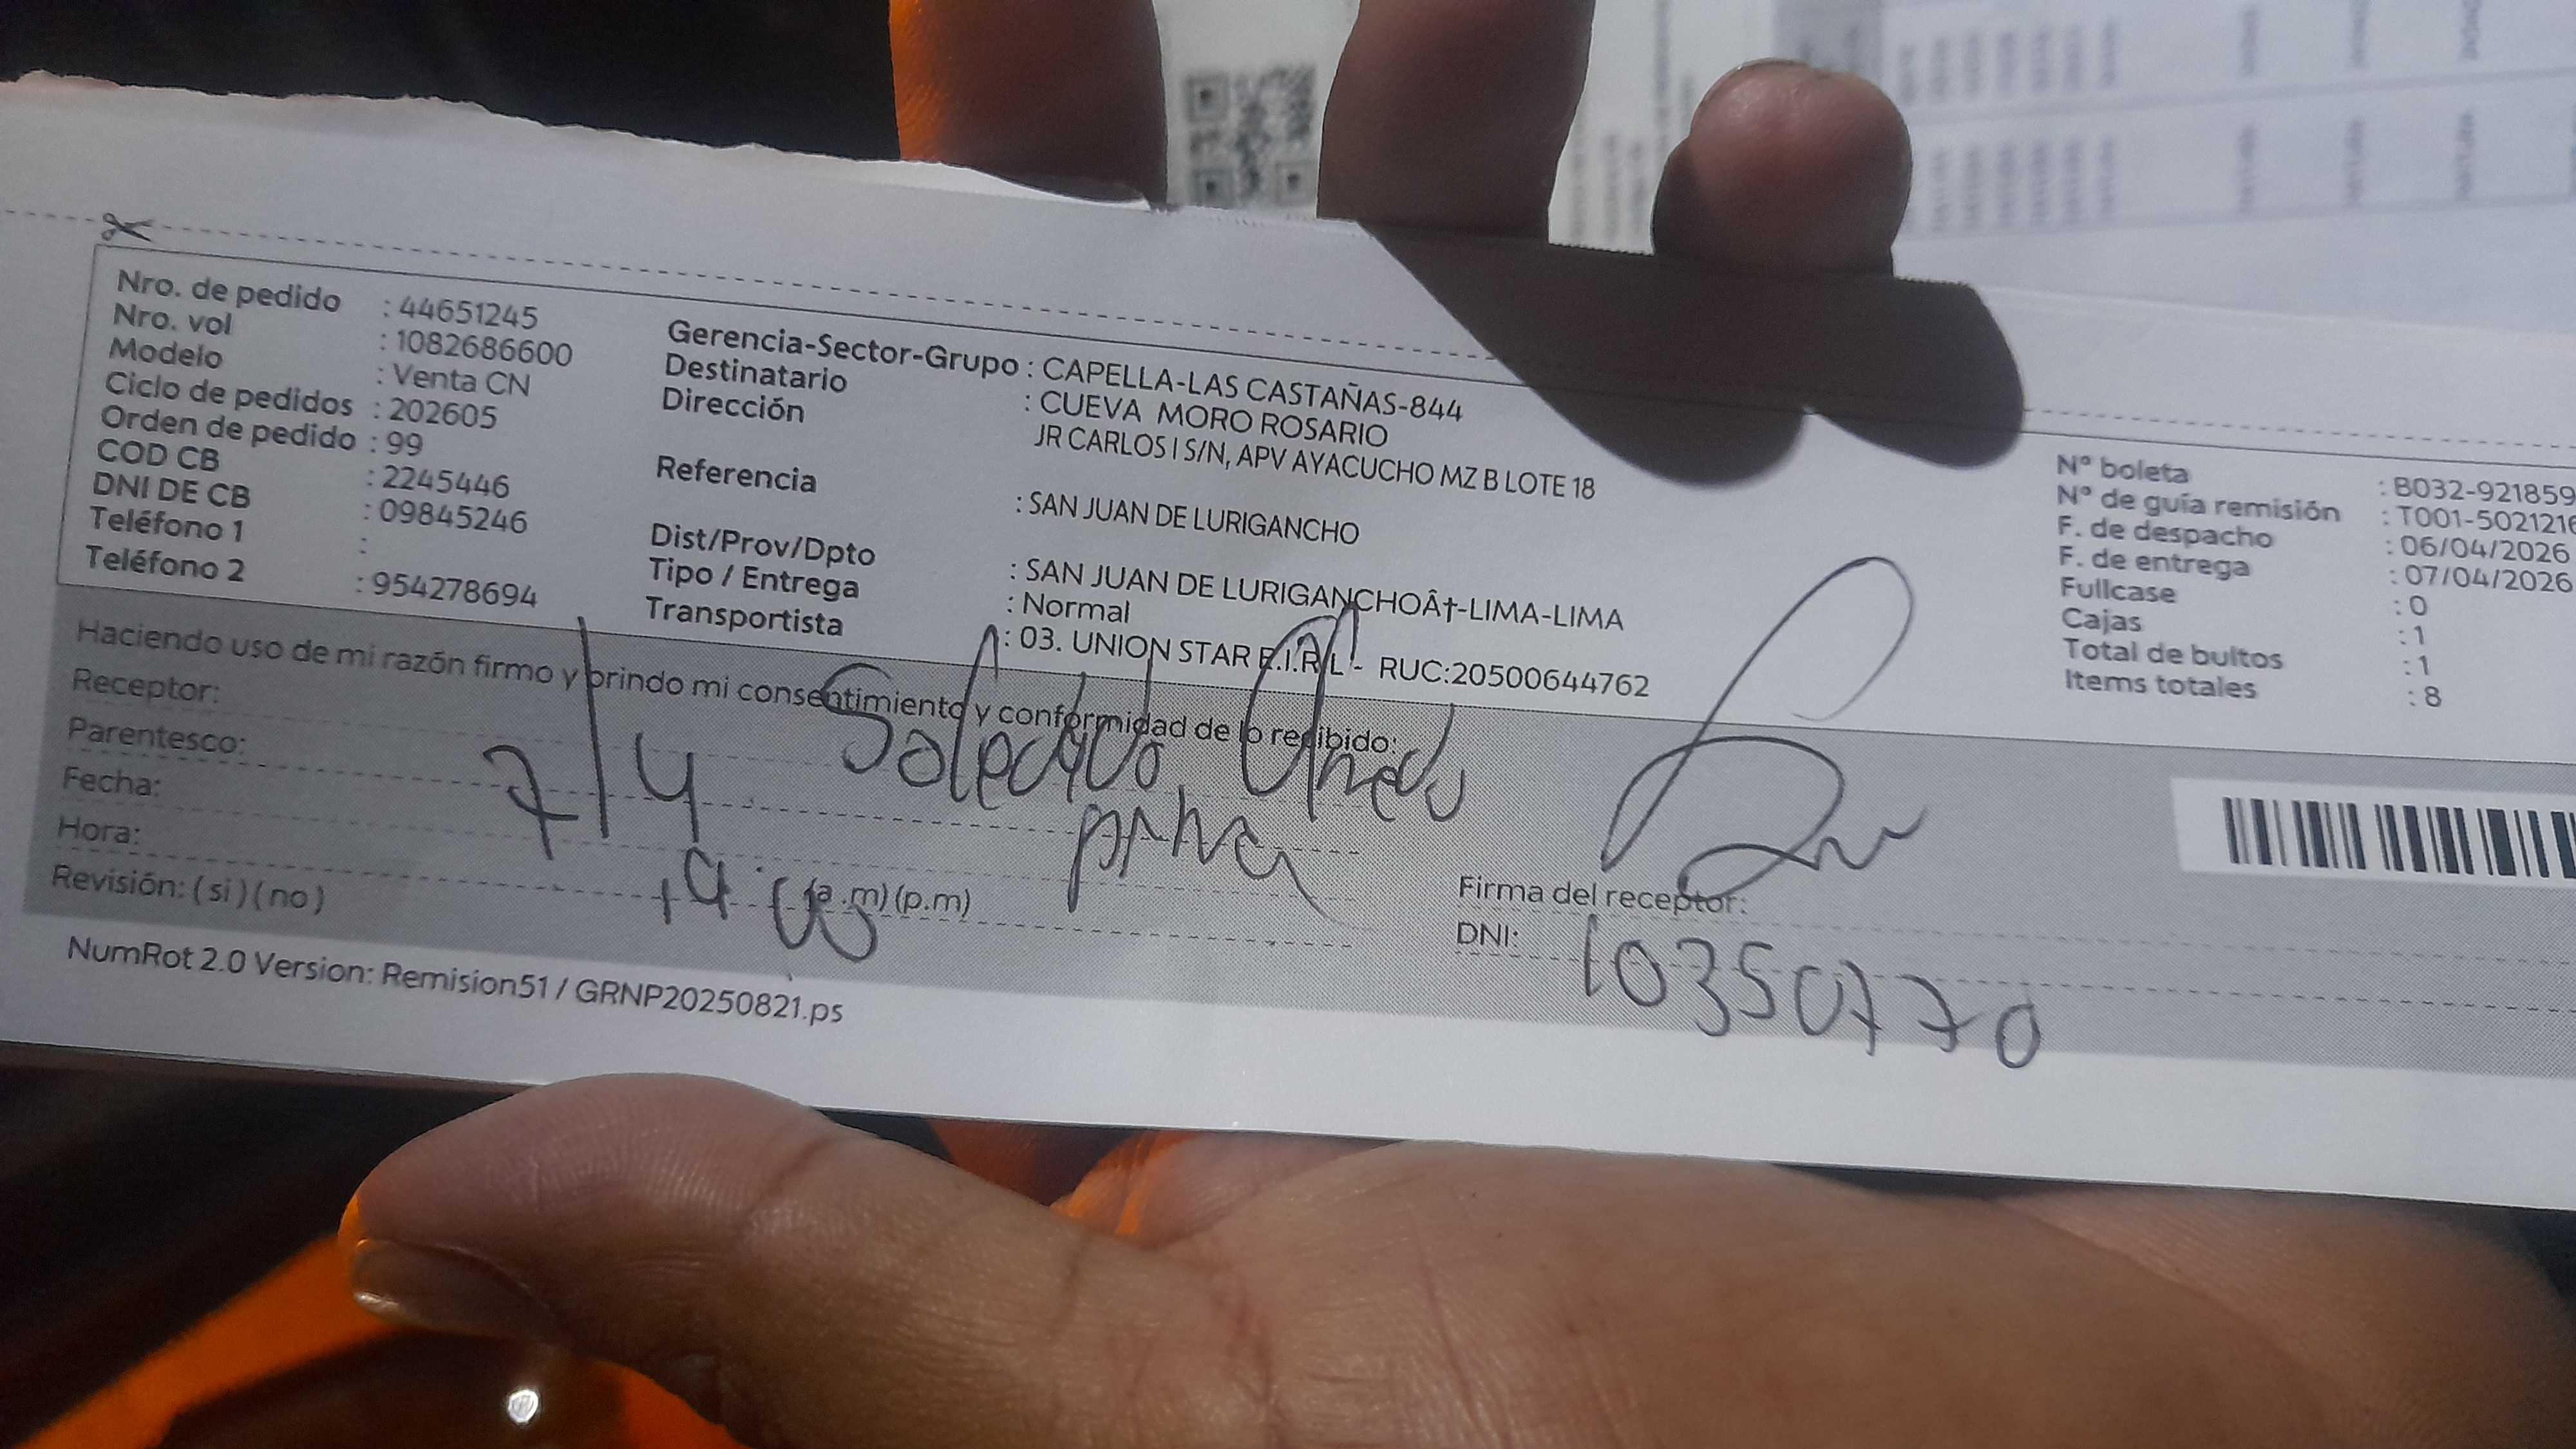 Nro. de pedido : 44651245
Nro. vol : 1082686600
Modelo : Venta CN
Ciclo de pedidos : 202605
Orden de pedido : 99
COD CB : 2245446
DNI DE CB : 09845246
Teléfono 1 :
Teléfono 2 : 954278694
Gerencia-Sector-Grupo : CAPELLA-LAS CASTAÑAS-844
Destinatario : CUEVA MORO ROSARIO
Dirección JR CARLOS I S/N, APV AYACUCHO MZ B LOTE 18
Referencia : SAN JUAN DE LURIGANCHO
Dist/Prov/Dpto : SAN JUAN DE LURIGANCHOÂ†-LIMA-LIMA
Tipo / Entrega : Normal
Transportista : 03. UNION STAR E.I.R.L - RUC:20500644762
Nº boleta : B032-921859
Nº de guía remisión : T001-5021216
F. de despacho : 06/04/2026
F. de entrega : 07/04/2026
Fullcase : 0
Cajas : 1
Total de bultos : 1
Items totales : 8
Haciendo uso de mi razón firmo y brindo mi consentimiento y conformidad de lo recibido:
Receptor:
Parentesco:
Fecha: 7/4
Hora: (a.m) (p.m)
Revisión: ( si ) ( no )
Firma del receptor:
DNI: 10350770
NumRot 2.0 Version: Remision51 / GRNP20250821.ps